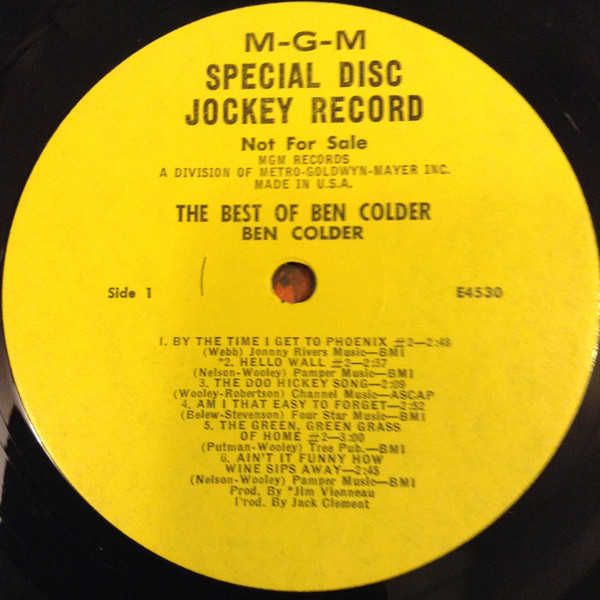 M-G-M
SPECIAL DISC
JOCKEY RECORD
Not For Sale
MGM RECORDS
A DIVISION OF METRO-GOLDWYN-MAYER INC.
MADE IN U.S.A.
THE BEST OF BEN COLDER
BEN COLDER
Side 1
E4530
1. BY THE TIME I GET TO PHOENIX #2—2:48
(Webb) Jonnny Rivers Music—BMI
*2. HELLO WALL #2—2:37
(Nelson-Wooley) Pamper Music—BMI
3. THE DOO HICKEY SONG—2:09
(Wooley-Robertson) Channel Music—ASCAP
4. AM I THAT EASY TO FORGET—2:52
(Belew-Stevenson) Four Star Music—BMI
5. THE GREEN, GREEN GRASS
OF HOME #2—3:00
(Putman-Wooley) Tree Pub.—BMI
6. AIN'T IT FUNNY HOW
WINE SIPS AWAY—2:45
(Nelson-Wooley) Pamper Music—BMI
Prod. By *Jim Vienneau
Prod. By Jack Clement